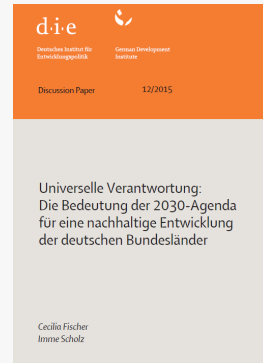 d·i·e
Deutsches Institut für
Entwicklungspolitik
German Development
Institute
Discussion Paper
12/2015
Universelle Verantwortung:
Die Bedeutung der 2030-Agenda
für eine nachhaltige Entwicklung
der deutschen Bundesländer
Cecilia Fischer
Imme Scholz